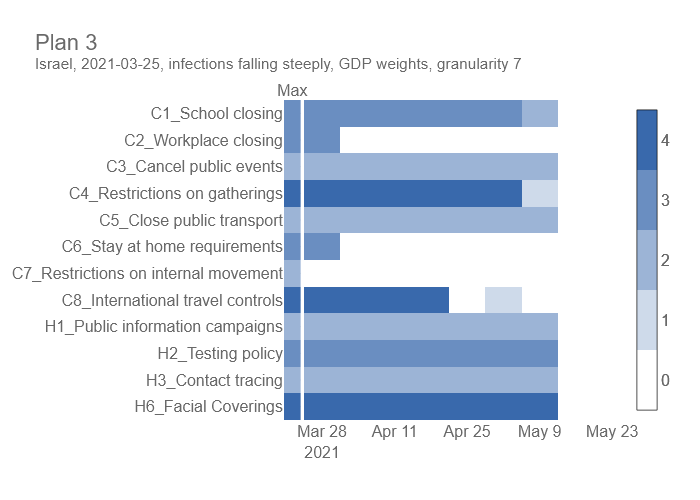 Plan 3
Israel, 2021-03-25, infections falling steeply, GDP weights, granularity 7
Max
C1_School closing
C2_Workplace closing
C3_Cancel public events
C4_Restrictions on gatherings
C5_Close public transport
C6_Stay at home requirements
C7_Restrictions on internal movement
C8_International travel controls
H1_Public information campaigns
H2_Testing policy
H3_Contact tracing
H6_Facial Coverings
4
3
2
1
0
Mar 28 Apr 11 Apr 25 May 9 May 23
2021